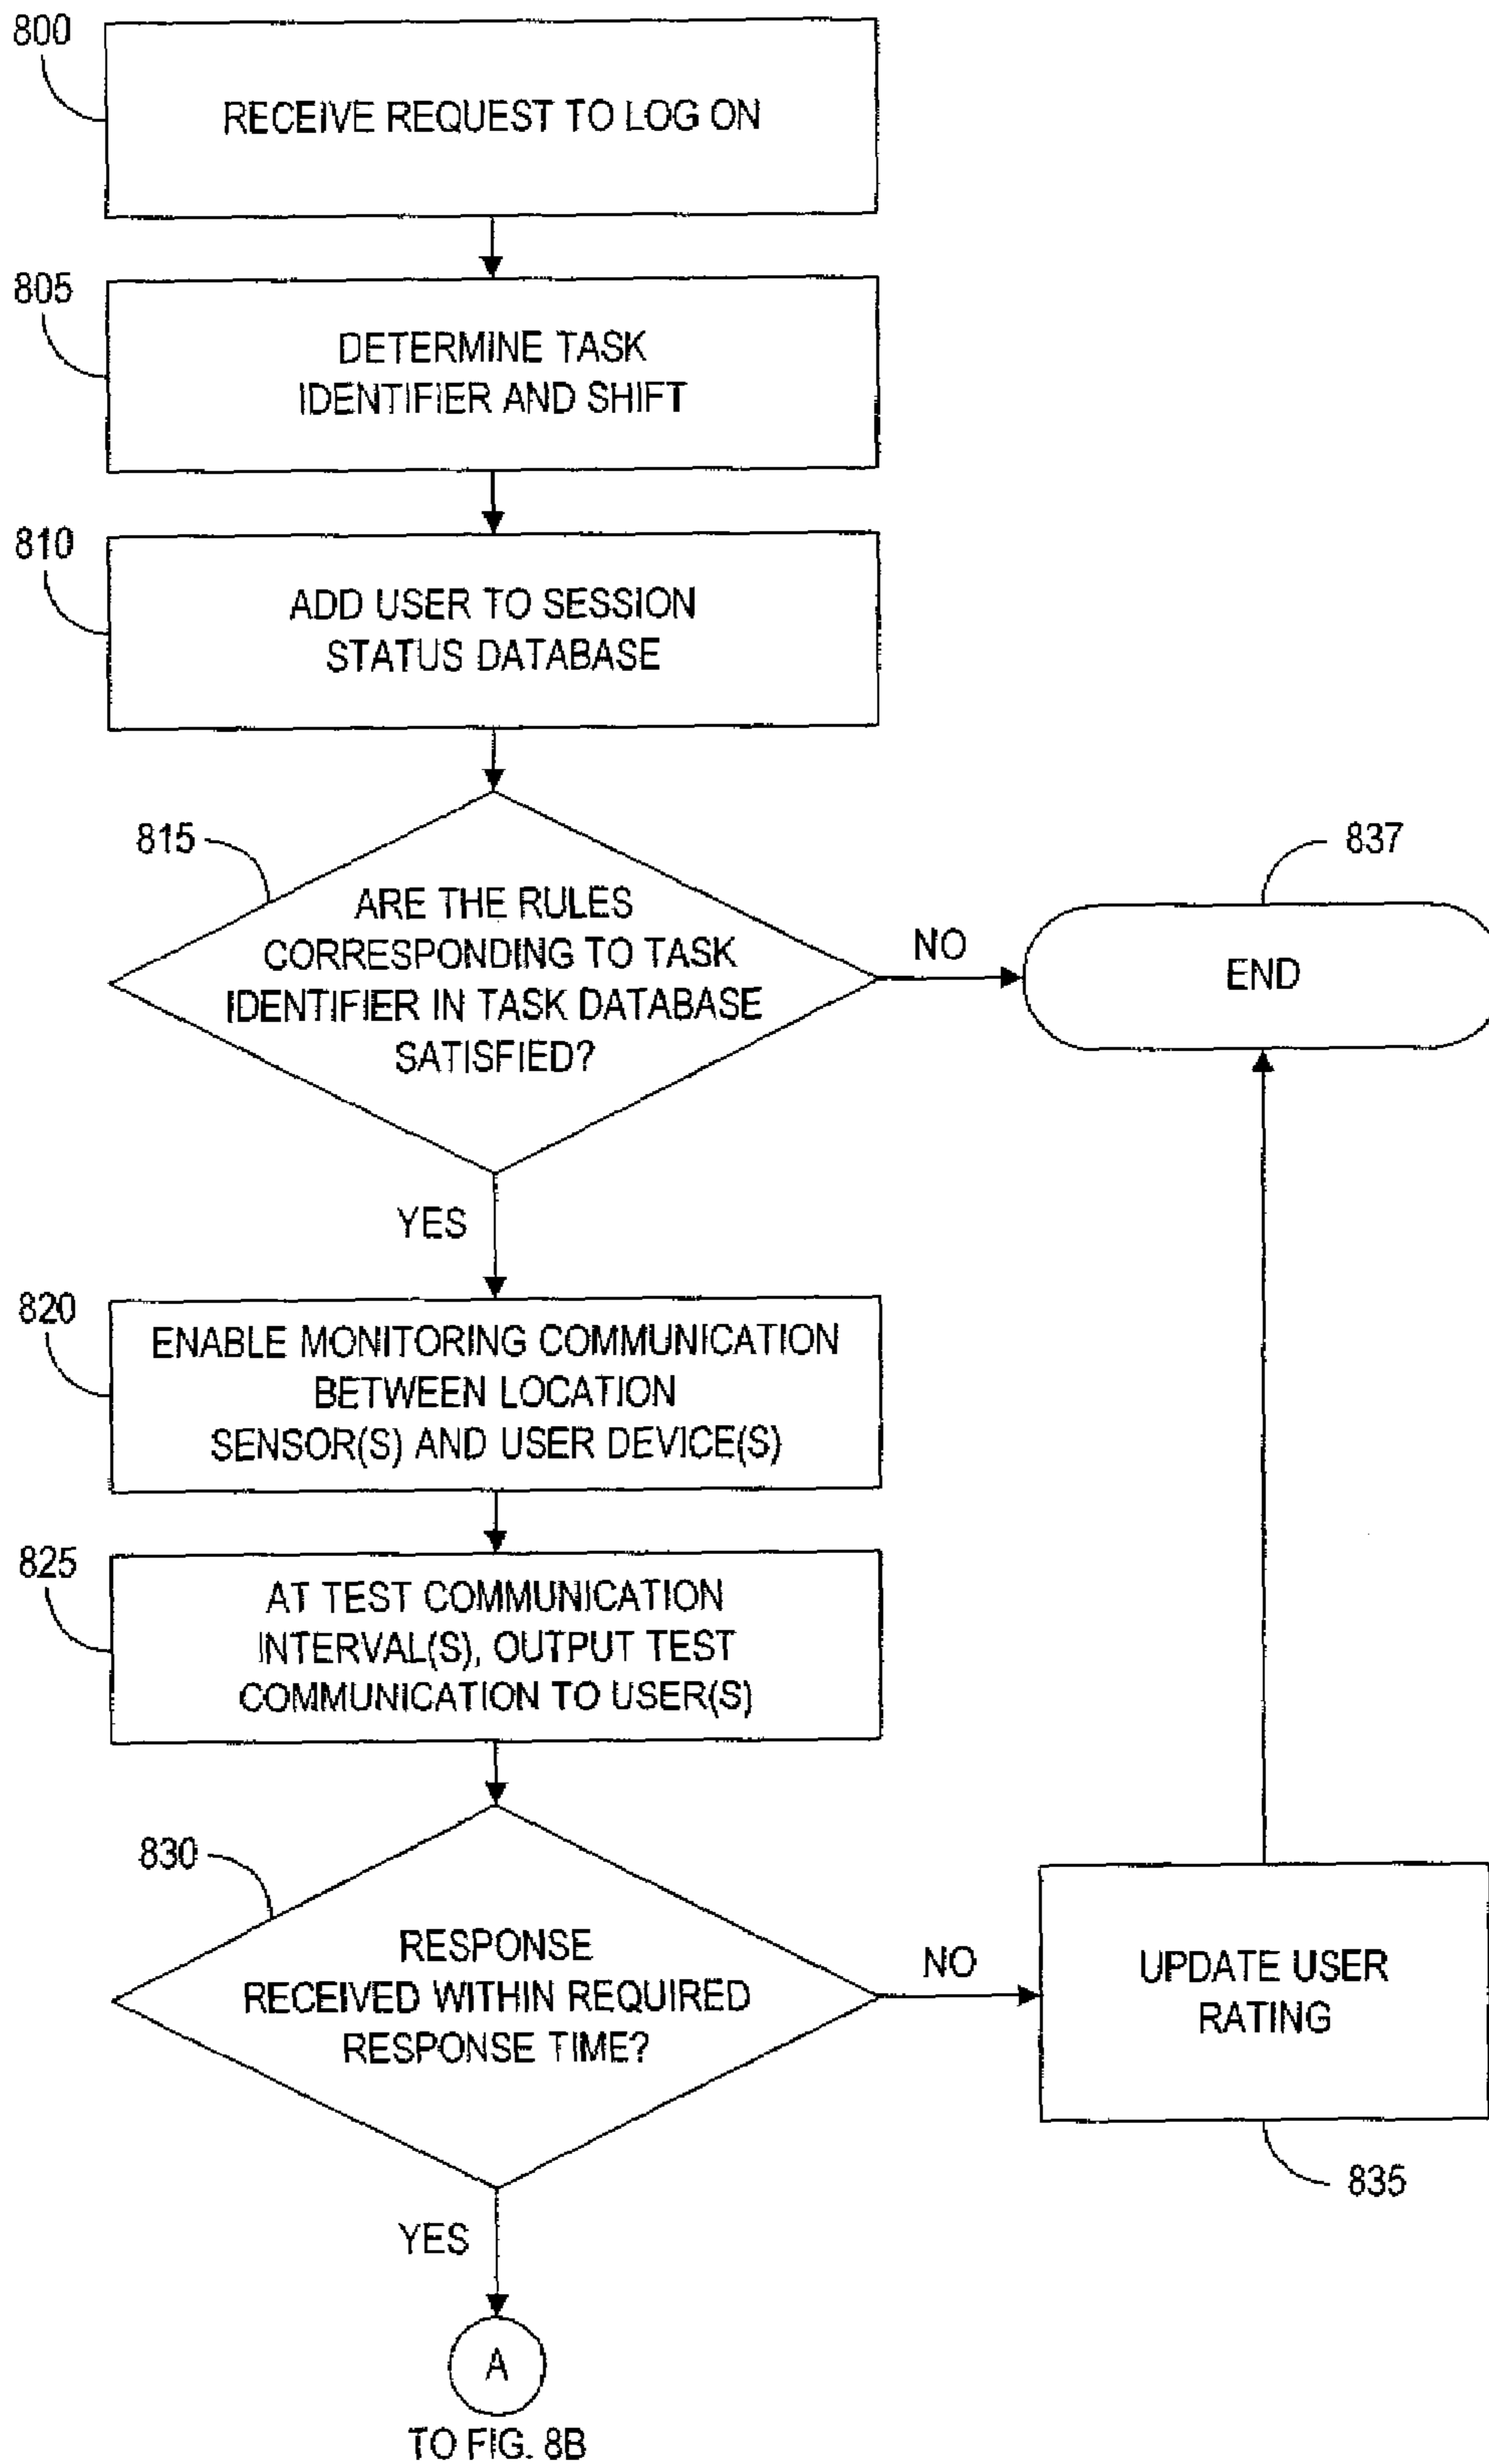 800
RECEIVE REQUEST TO LOG ON
805
DETERMINE TASK
IDENTIFIER AND SHIFT
810
ADD USER TO SESSION
STATUS DATABASE
815
ARE THE RULES
CORRESPONDING TO TASK
IDENTIFIER IN TASK DATABASE
SATISFIED?
NO
837
END
YES
820
ENABLE MONITORING COMMUNICATION
BETWEEN LOCATION
SENSOR(S) AND USER DEVICE(S)
825
AT TEST COMMUNICATION
INTERVAL(S), OUTPUT TEST
COMMUNICATION TO USER(S)
830
RESPONSE
RECEIVED WITHIN REQUIRED
RESPONSE TIME?
NO
UPDATE USER
RATING
835
YES
A
TO FIG. 8B